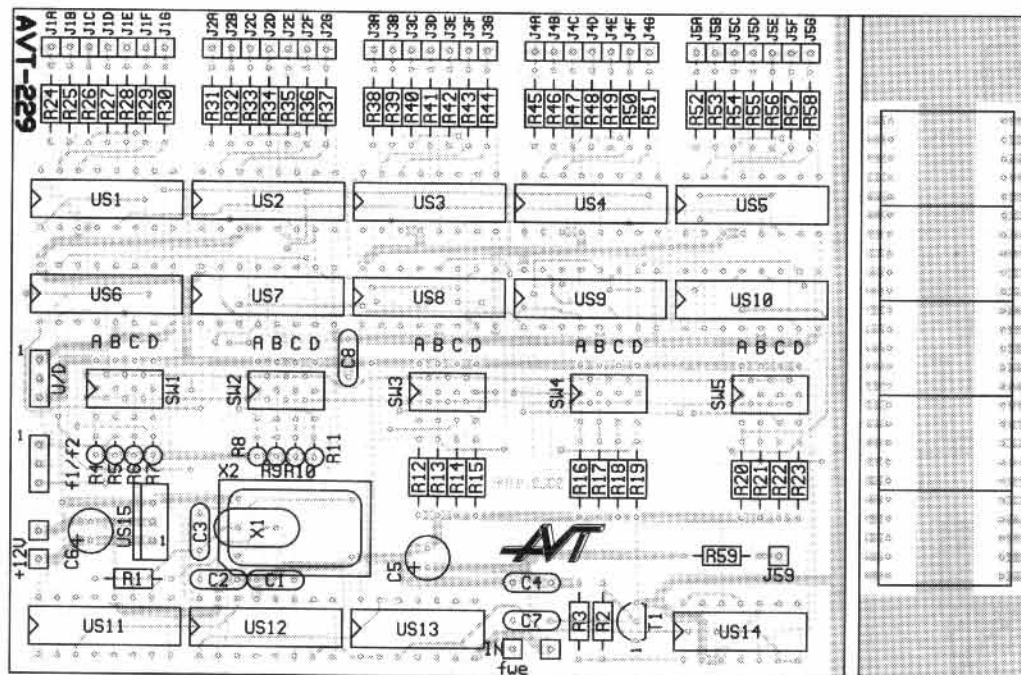 AVT-229
J1A J1B J1C J1D J1E J1F J1G J2A J2B J2C J2D J2E J2F J2G J3A J3B J3C J3D J3E J3F J3G J4A J4B J4C J4D J4E J4F J4G J5A J5B J5C J5D J5E J5F J5G
R24 R25 R26 R27 R28 R29 R30 R31 R32 R33 R34 R35 R36 R37 R38 R39 R40 R41 R42 R43 R44 R45 R46 R47 R48 R49 R50 R51 R52 R53 R54 R55 R56 R57 R58
US1 US2 US3 US4 US5
US6 US7 US8 US9 US10
1 A B C D A B C D C8 A B C D A B C D A B C D
W/D SW1 SW2 SW3 SW4 SW5
1 f1/f2 R4 R5 R6 R7 R8 R9 R10 R11
X2 R12 R13 R14 R15 R16 R17 R18 R19 R20 R21 R22 R23
+12V C6 + US15 1 C3 X1 C5 + AVT R59 J59
R1 C2 C1 C4
US11 US12 US13 C7 R3 R2 T1 US14
IN 1
fwe